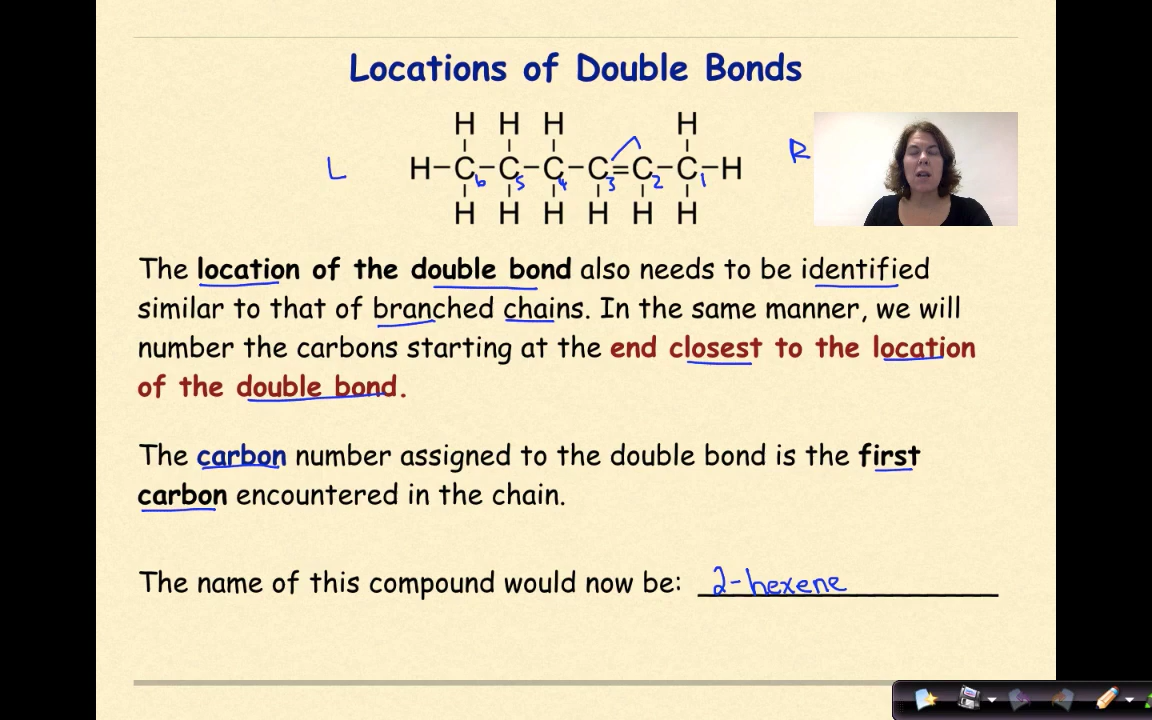 Locations of Double Bonds
H H H H
L H-C-C-C-C=C-C-H R
6 5 4 3 2 1
H H H H H H
The location of the double bond also needs to be identified
similar to that of branched chains. In the same manner, we will
number the carbons starting at the end closest to the location
of the double bond.
The carbon number assigned to the double bond is the first
carbon encountered in the chain.
The name of this compound would now be: 2-hexene